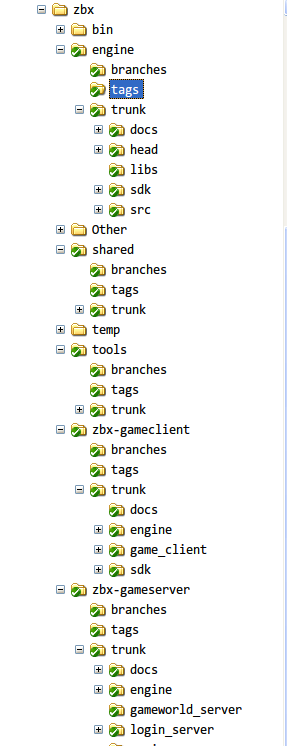 zbx
bin
engine
branches
tags
trunk
docs
head
libs
sdk
src
Other
shared
branches
tags
trunk
temp
tools
branches
tags
trunk
zbx-gameclient
branches
tags
trunk
docs
engine
game_client
sdk
zbx-gameserver
branches
tags
trunk
docs
engine
gameworld_server
login_server